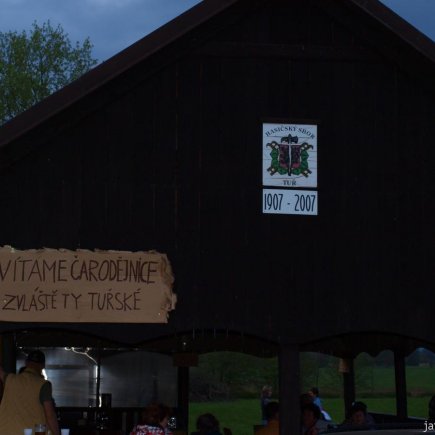 HASIČSKÝ SBOR
TUŘ
1907 - 2007
VÍTAME ČARODĚJNICE
ZVLÁŠTĚ TY TUŘSKÉ